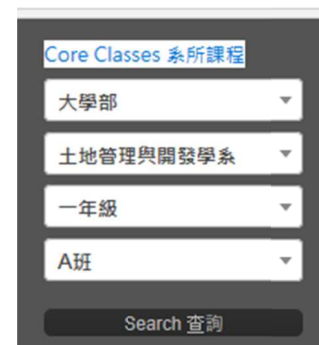 Core Classes 系所課程
大學部
土地管理與開發學系
一年級
A班
Search 查詢